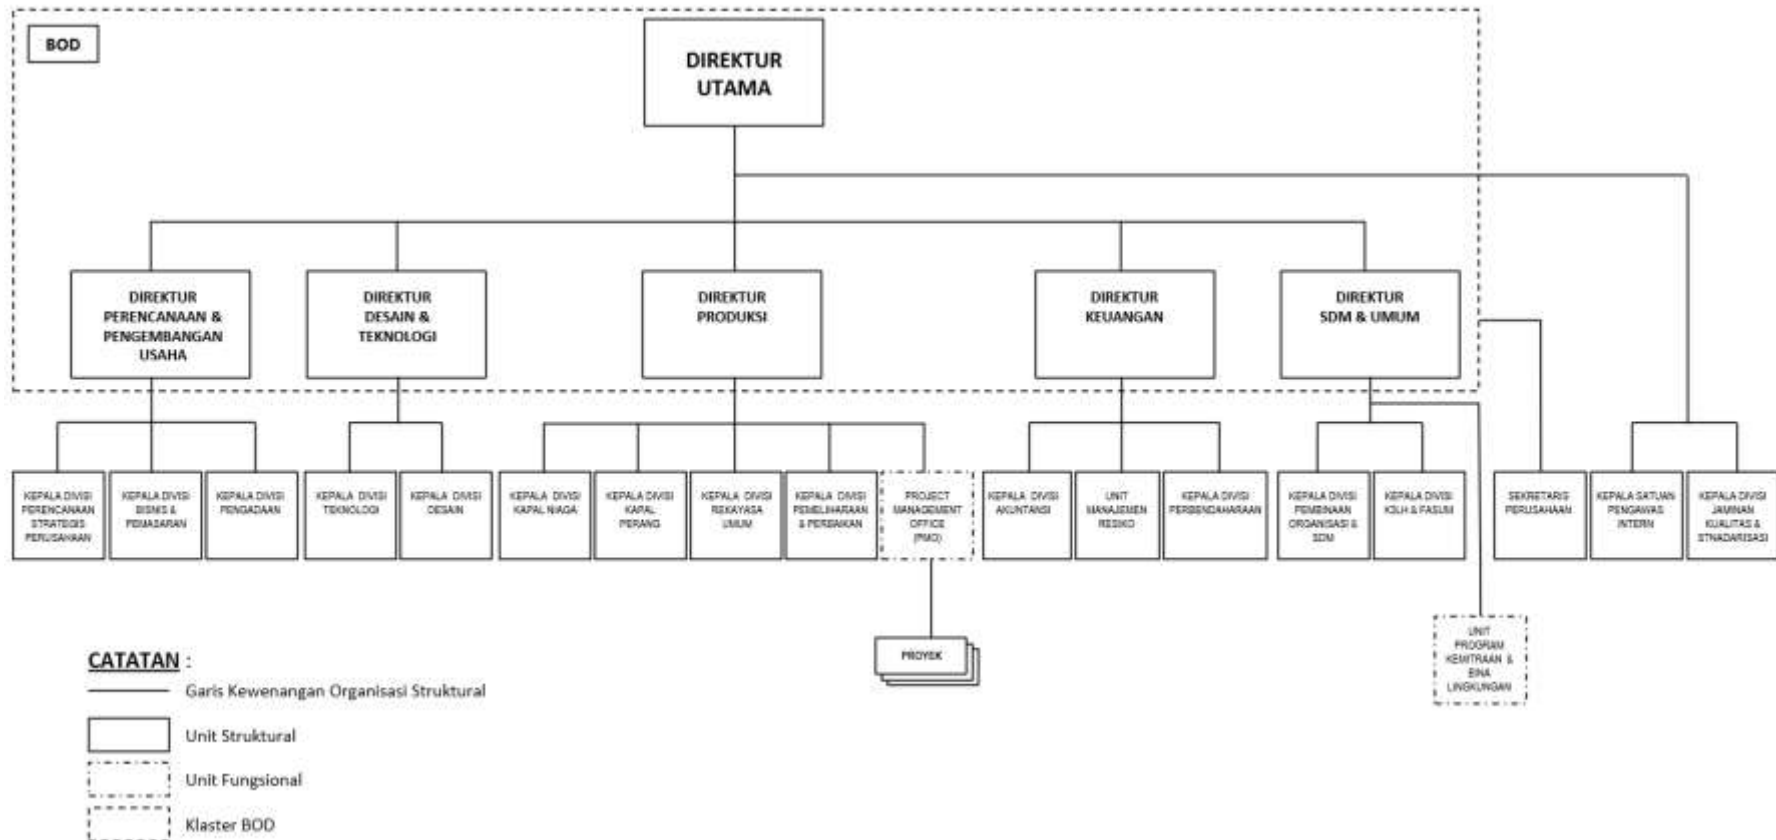 BOD
DIREKTUR
UTAMA
DIREKTUR
PERENCANAAN &
PENGEMBANGAN
USAHA
DIREKTUR
DESAIN &
TEKNOLOGI
DIREKTUR
PRODUKSI
DIREKTUR
KEUANGAN
DIREKTUR
SDM & UMUM
KEPALA DIVISI
PERENCANAAN
STRATEGIS
PERUSAHAAN
KEPALA DIVISI
BISNIS &
PEMASARAN
KEPALA DIVISI
PENGADAAN
KEPALA DIVISI
TEKNOLOGI
KEPALA DIVISI
DESAIN
KEPALA DIVISI
KAPAL NIAGA
KEPALA DIVISI
KAPAL
PERANG
KEPALA DIVISI
REKAYASA
UMUM
KEPALA DIVISI
PEMELIHARAAN
& PERBAIKAN
PROJECT
MANAGEMENT
OFFICE
(PMO)
KEPALA DIVISI
AKUNTANSI
UNIT
MANAJEMEN
RESIKO
KEPALA DIVISI
PERBENDAHARAAN
KEPALA DIVISI
PEMBINAAN
ORGANISASI &
SDM
KEPALA DIVISI
K3LH & FASUM
SEKRETARIS
PERUSAHAAN
KEPALA SATUAN
PENGAWAS
INTERN
KEPALA DIVISI
JAMINAN
KUALITAS &
STNADARISASI
PROYEK
UNIT
PROGRAM
KEMITRAAN &
BINA
LINGKUNGAN
CATATAN :
Garis Kewenangan Organisasi Struktural
Unit Struktural
Unit Fungsional
Klaster BOD